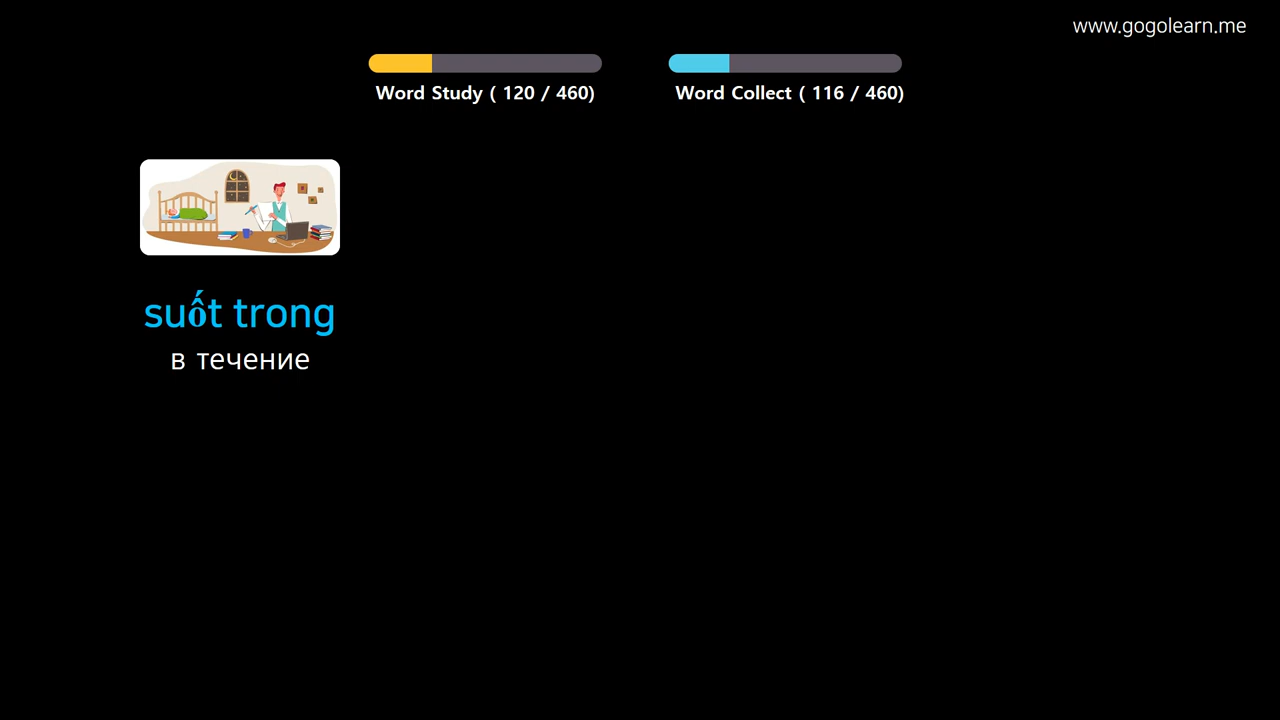 www.gogolearn.me
Word Study ( 120 / 460)
Word Collect ( 116 / 460)
suốt trong
в течение